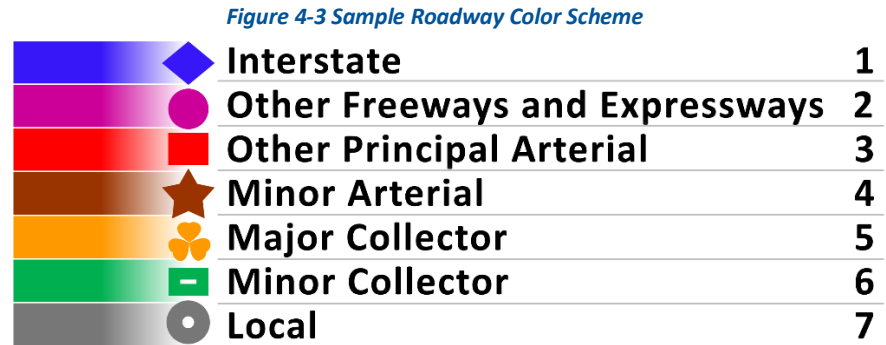 Figure 4-3 Sample Roadway Color Scheme
Interstate 1
Other Freeways and Expressways 2
Other Principal Arterial 3
Minor Arterial 4
Major Collector 5
Minor Collector 6
Local 7